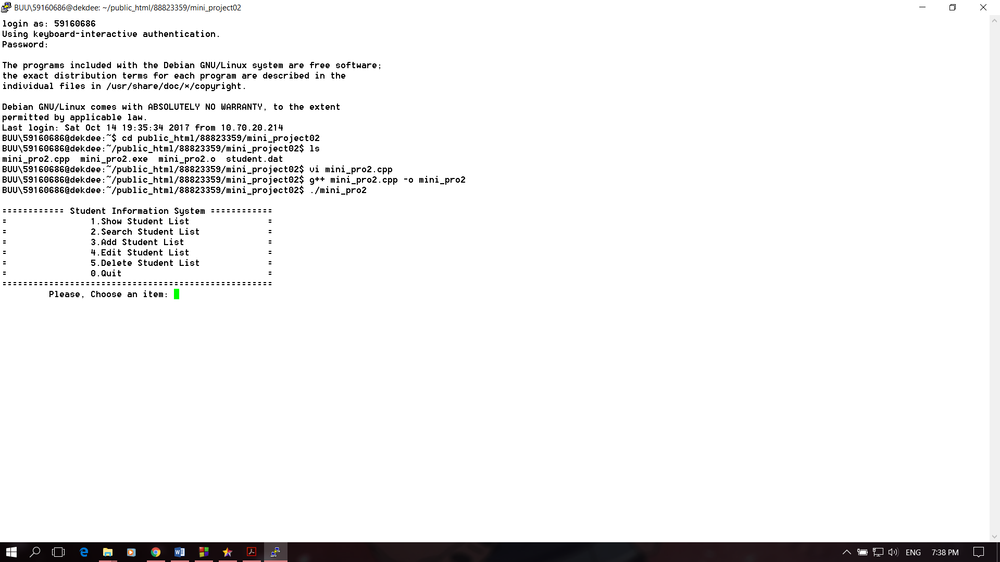 BUU\59160686@dekdee: ~/public_html/88823359/mini_project02
login as: 59160686
Using keyboard-interactive authentication.
Password:
The programs included with the Debian GNU/Linux system are free software;
the exact distribution terms for each program are described in the
individual files in /usr/share/doc/*/copyright.
Debian GNU/Linux comes with ABSOLUTELY NO WARRANTY, to the extent
permitted by applicable law.
Last login: Sat Oct 14 19:35:34 2017 from 10.70.20.214
BUU\59160686@dekdee:~$ cd public_html/88823359/mini_project02
BUU\59160686@dekdee:~/public_html/88823359/mini_project02$ ls
mini_pro2.cpp  mini_pro2.exe  mini_pro2.o  student.dat
BUU\59160686@dekdee:~/public_html/88823359/mini_project02$ vi mini_pro2.cpp
BUU\59160686@dekdee:~/public_html/88823359/mini_project02$ g++ mini_pro2.cpp -o mini_pro2
BUU\59160686@dekdee:~/public_html/88823359/mini_project02$ ./mini_pro2
============ Student Information System ============
=                1.Show Student List               =
=                2.Search Student List             =
=                3.Add Student List                =
=                4.Edit Student List               =
=                5.Delete Student List             =
=                0.Quit                            =
====================================================
         Please, Choose an item:
ENG 7:38 PM